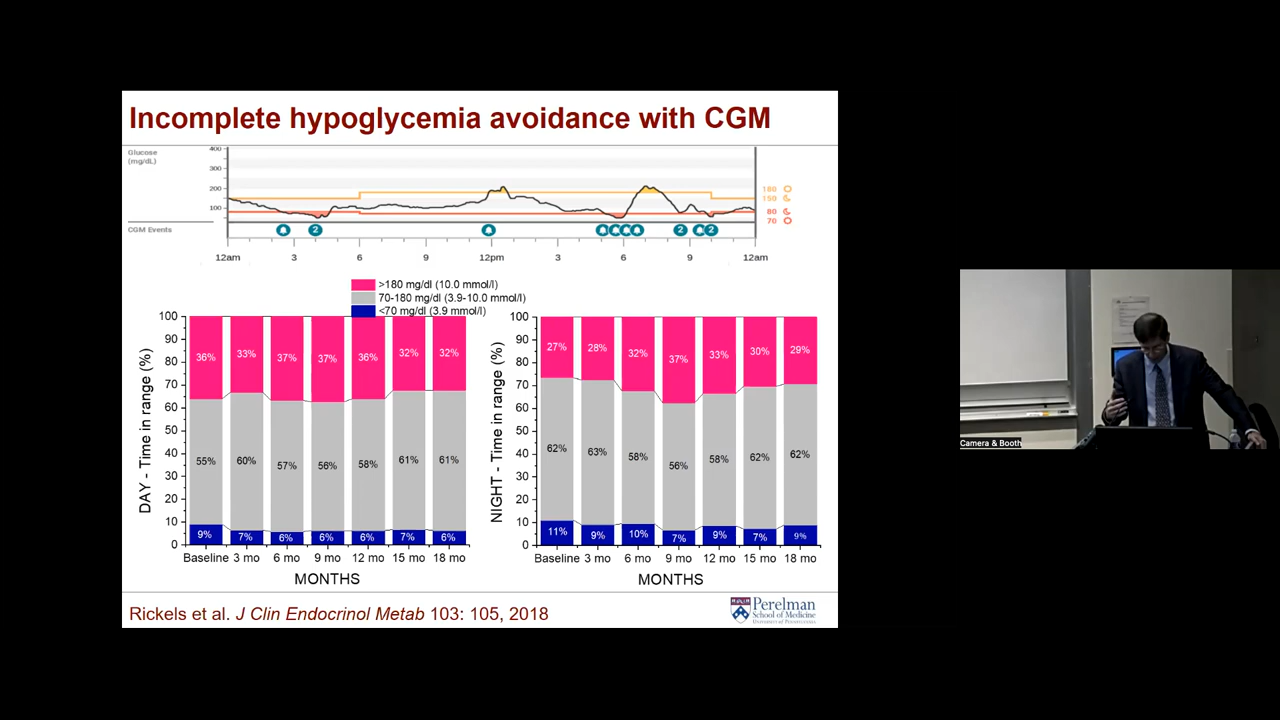 Incomplete hypoglycemia avoidance with CGM
Glucose
(mg/dL)
400
300
200
100
180
150
80
70
CGM Events
2
2
2
12am 3 6 9 12pm 3 6 9 12am
>180 mg/dl (10.0 mmol/l)
70-180 mg/dl (3.9-10.0 mmol/l)
<70 mg/dl (3.9 mmol/l)
DAY - Time in range (%)
100
90
80
70
60
50
40
30
20
10
0
36% 33% 37% 37% 36% 32% 32%
55% 60% 57% 56% 58% 61% 61%
9% 7% 6% 6% 6% 7% 6%
Baseline 3 mo 6 mo 9 mo 12 mo 15 mo 18 mo
MONTHS
NIGHT - Time in range (%)
100
90
80
70
60
50
40
30
20
10
0
27% 28% 32% 37% 33% 30% 29%
62% 63% 58% 56% 58% 62% 62%
11% 9% 10% 7% 9% 7% 9%
Baseline 3 mo 6 mo 9 mo 12 mo 15 mo 18 mo
MONTHS
Rickels et al. J Clin Endocrinol Metab 103: 105, 2018
Perelman
School of Medicine
University of Pennsylvania
Camera & Booth